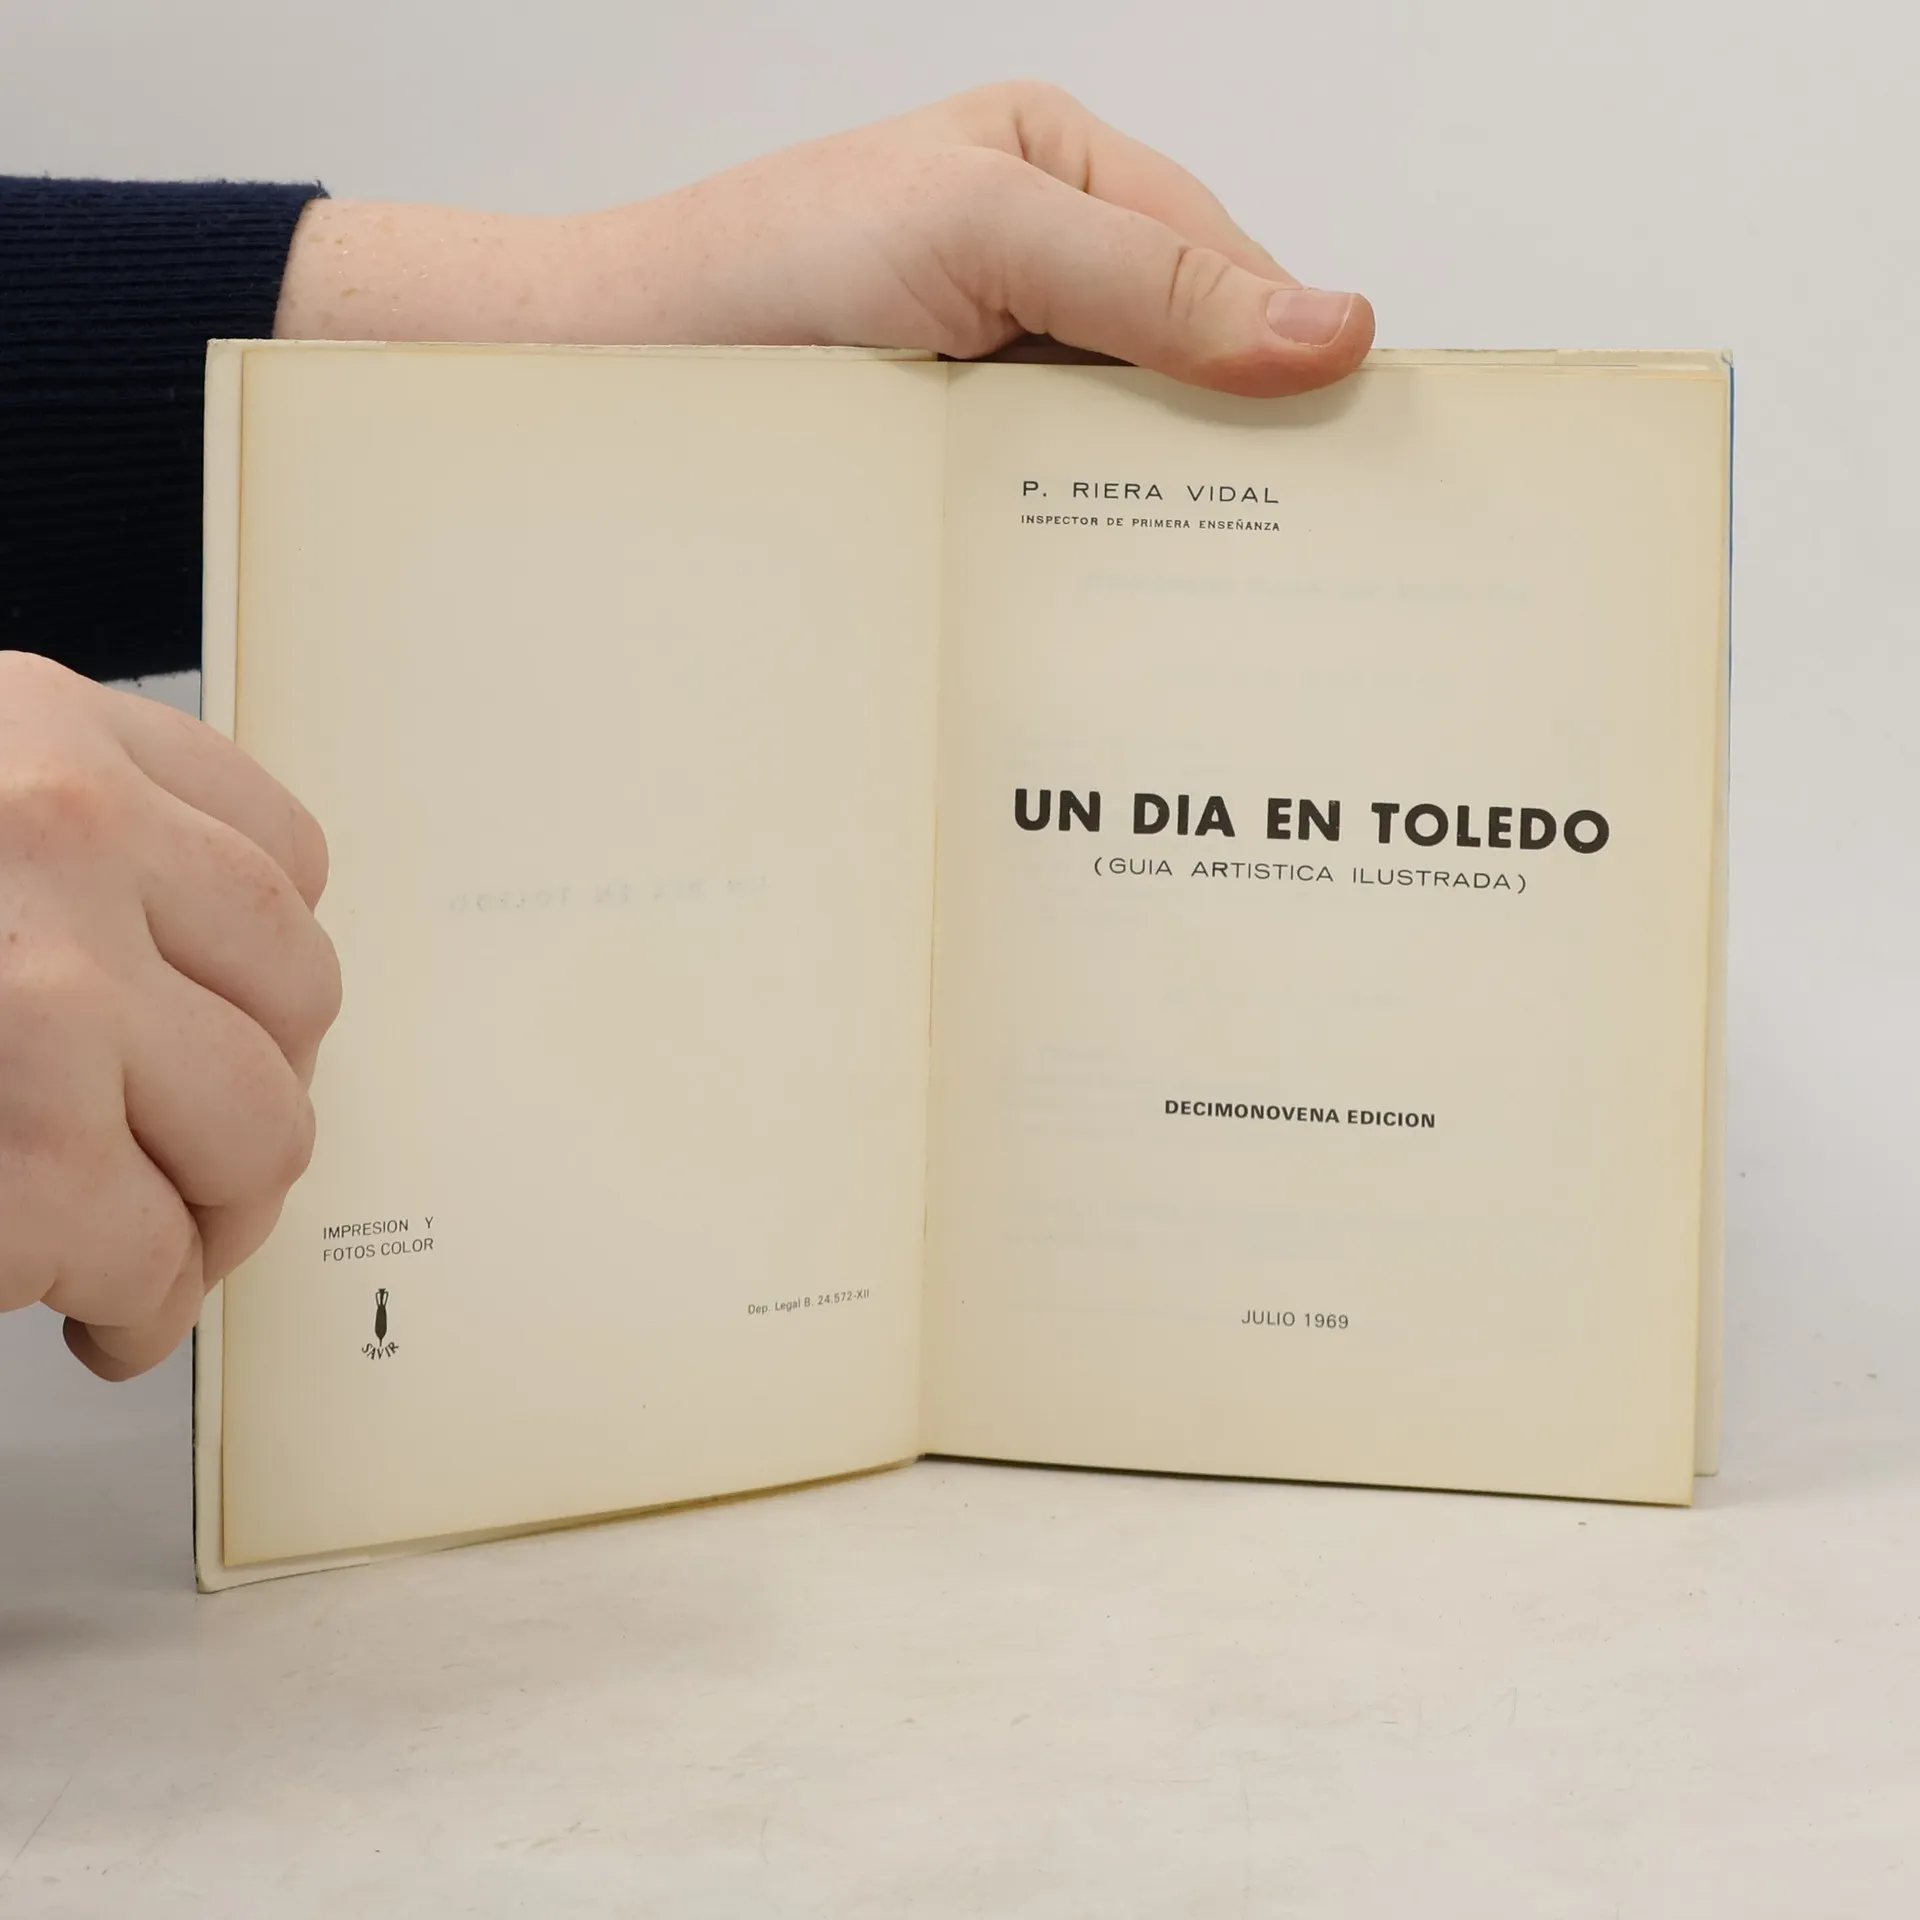 IMPRESION Y
FOTOS COLOR
SAVIR
Dep. Legal B. 24.572-XII
P. RIERA VIDAL
INSPECTOR DE PRIMERA ENSEÑANZA
UN DIA EN TOLEDO
(GUIA ARTISTICA ILUSTRADA)
DECIMONOVENA EDICION
JULIO 1969